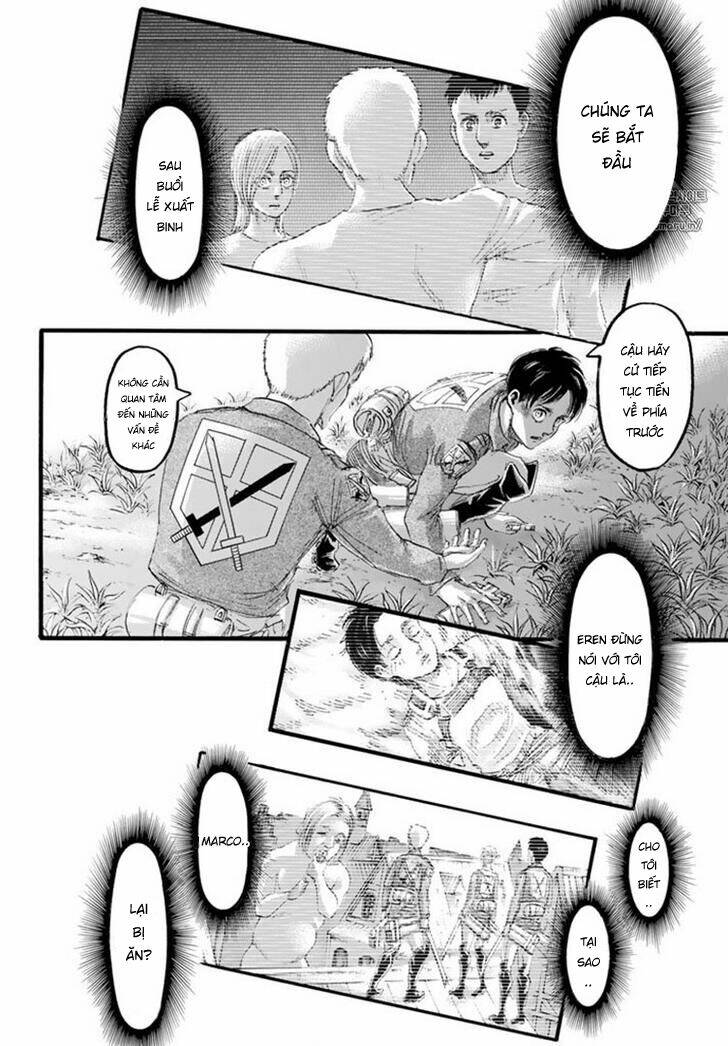 CHÚNG TA
SẼ BẮT
ĐẦU
SAU
BUỔI
LỄ XUẤT
BINH
CẬU HÃY
CỨ TIẾP
TỤC TIẾN
VỀ PHÍA
TRƯỚC
KHÔNG CẦN
QUAN TÂM
ĐẾN NHỮNG
VẤN ĐỀ
KHÁC
EREN ĐỪNG
NÓI VỚI TÔI
CẬU LÀ..
CHO
TÔI
BIẾT
..
TẠI
SAO
..
MARCO..
LẠI
BỊ
ĂN?